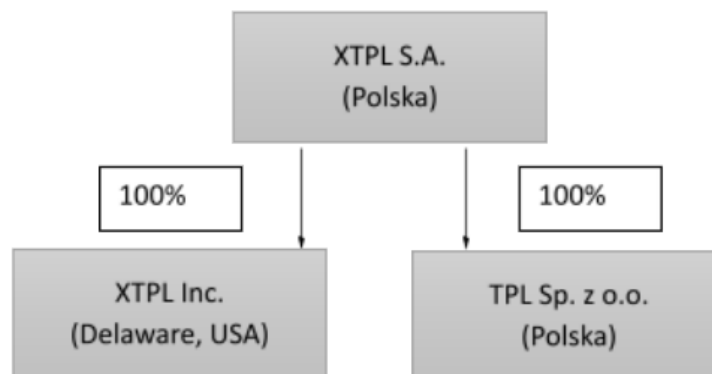 XTPL S.A.
(Polska)
100%
100%
XTPL Inc.
(Delaware, USA)
TPL Sp. z o.o.
(Polska)